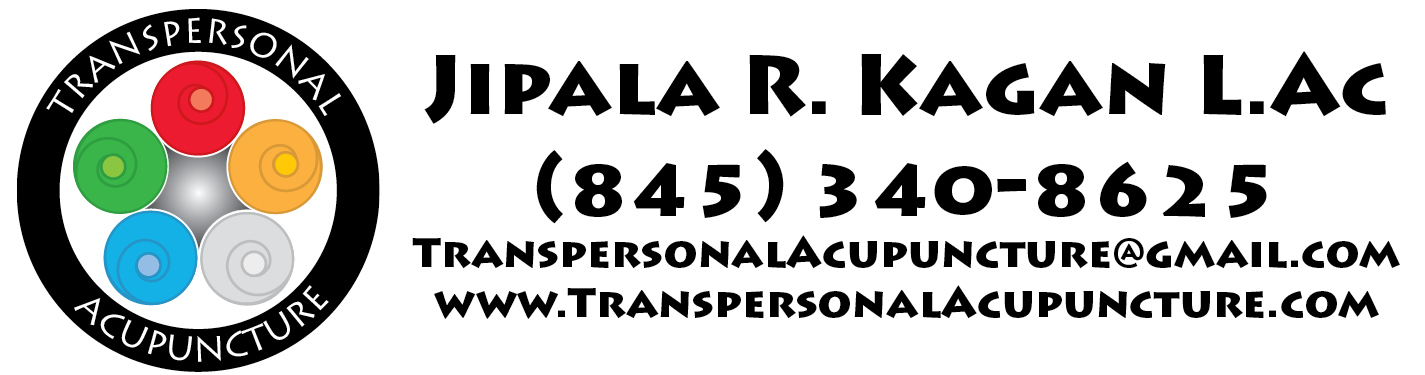 TRANSPERSONAL
ACUPUNCTURE
JIPALA R. KAGAN L.AC
(845) 340-8625
TRANSPERSONALACUPUNCTURE@GMAIL.COM
WWW.TRANSPERSONALACUPUNCTURE.COM